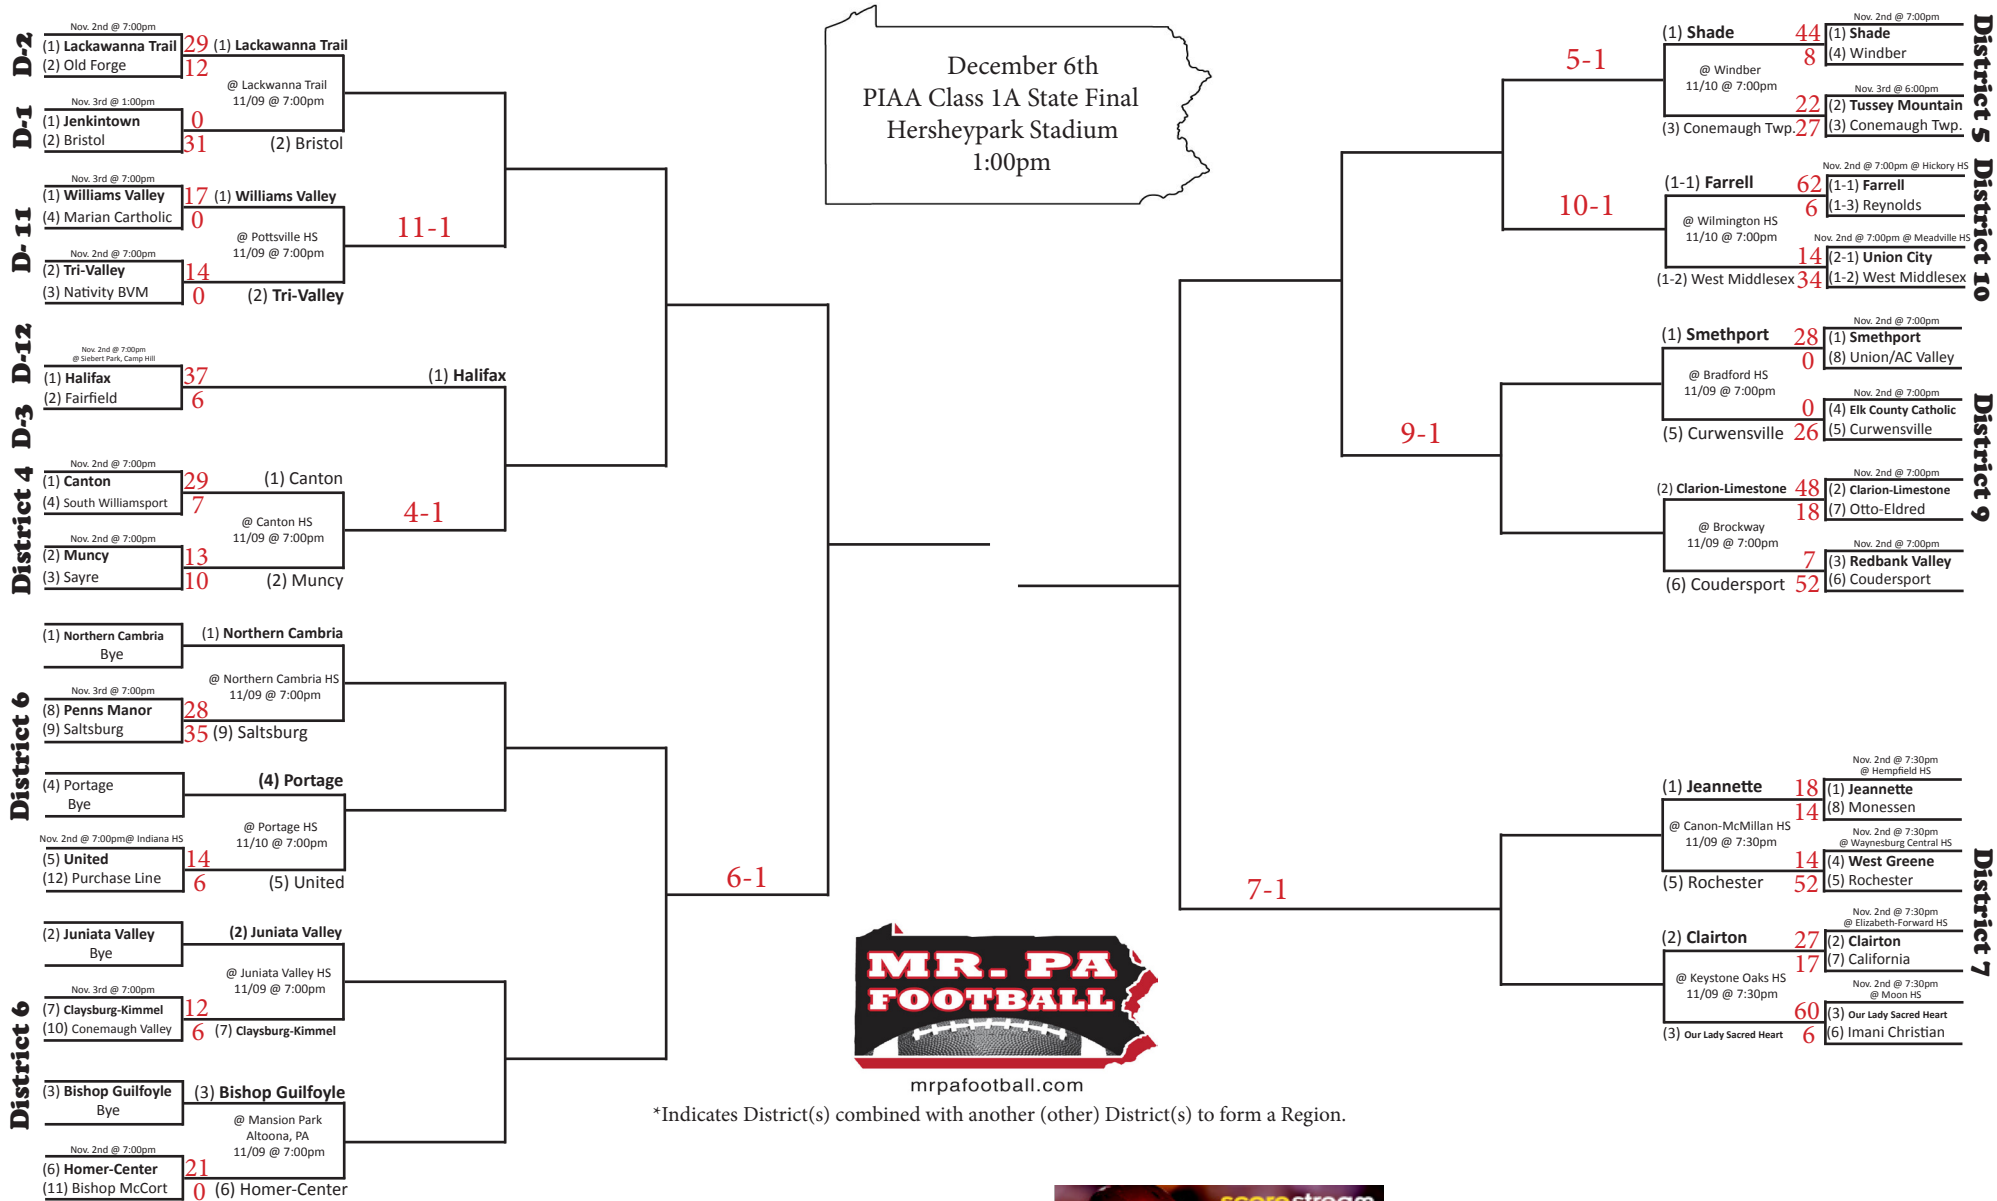 December 6th
PIAA Class 1A State Final
Hersheypark Stadium
1:00pm
D-2
Nov. 2nd @ 7:00pm
(1) Lackawanna Trail 29
(2) Old Forge 12
(1) Lackawanna Trail
@ Lackwanna Trail
11/09 @ 7:00pm
D-1
Nov. 3rd @ 1:00pm
(1) Jenkintown 0
(2) Bristol 31
(2) Bristol
D- 11
Nov. 3rd @ 7:00pm
(1) Williams Valley 17
(4) Marian Cartholic 0
(1) Williams Valley
@ Pottsville HS
11/09 @ 7:00pm
11-1
Nov. 2nd @ 7:00pm
(2) Tri-Valley 14
(3) Nativity BVM 0
(2) Tri-Valley
D-12
D-3
Nov. 2nd @ 7:00pm
@ Siebert Park, Camp Hill
(1) Halifax 37
(2) Fairfield 6
(1) Halifax
District 4
Nov. 2nd @ 7:00pm
(1) Canton 29
(4) South Williamsport 7
(1) Canton
@ Canton HS
11/09 @ 7:00pm
4-1
Nov. 2nd @ 7:00pm
(2) Muncy 13
(3) Sayre 10
(2) Muncy
District 6
(1) Northern Cambria
Bye
(1) Northern Cambria
@ Northern Cambria HS
11/09 @ 7:00pm
Nov. 3rd @ 7:00pm
(8) Penns Manor 28
(9) Saltsburg 35
(9) Saltsburg
(4) Portage
Bye
(4) Portage
@ Portage HS
11/10 @ 7:00pm
Nov. 2nd @ 7:00pm@ Indiana HS
(5) United 14
(12) Purchase Line 6
(5) United
6-1
District 6
(2) Juniata Valley
Bye
(2) Juniata Valley
@ Juniata Valley HS
11/09 @ 7:00pm
Nov. 3rd @ 7:00pm
(7) Claysburg-Kimmel 12
(10) Conemaugh Valley 6
(7) Claysburg-Kimmel
(3) Bishop Guilfoyle
Bye
(3) Bishop Guilfoyle
@ Mansion Park
Altoona, PA
11/09 @ 7:00pm
Nov. 2nd @ 7:00pm
(6) Homer-Center 21
(11) Bishop McCort 0
(6) Homer-Center
District 5
Nov. 2nd @ 7:00pm
(1) Shade 44
(4) Windber 8
(1) Shade
@ Windber
11/10 @ 7:00pm
5-1
Nov. 3rd @ 6:00pm
(2) Tussey Mountain 22
(3) Conemaugh Twp. 27
(3) Conemaugh Twp.
District 10
Nov. 2nd @ 7:00pm @ Hickory HS
(1-1) Farrell 62
(1-3) Reynolds 6
(1-1) Farrell
@ Wilmington HS
11/10 @ 7:00pm
10-1
Nov. 2nd @ 7:00pm @ Meadville HS
(2-1) Union City 14
(1-2) West Middlesex 34
(1-2) West Middlesex
District 9
Nov. 2nd @ 7:00pm
(1) Smethport 28
(8) Union/AC Valley 0
(1) Smethport
@ Bradford HS
11/09 @ 7:00pm
Nov. 2nd @ 7:00pm
(4) Elk County Catholic 0
(5) Curwensville 26
(5) Curwensville
9-1
Nov. 2nd @ 7:00pm
(2) Clarion-Limestone 48
(7) Otto-Eldred 18
(2) Clarion-Limestone
@ Brockway
11/09 @ 7:00pm
Nov. 2nd @ 7:00pm
(3) Redbank Valley 7
(6) Coudersport 52
(6) Coudersport
District 7
Nov. 2nd @ 7:30pm
@ Hempfield HS
(1) Jeannette 18
(8) Monessen 14
(1) Jeannette
@ Canon-McMillan HS
11/09 @ 7:30pm
Nov. 2nd @ 7:30pm
@ Waynesburg Central HS
(4) West Greene 14
(5) Rochester 52
(5) Rochester
7-1
Nov. 2nd @ 7:30pm
@ Elizabeth-Forward HS
(2) Clairton 27
(7) California 17
(2) Clairton
@ Keystone Oaks HS
11/09 @ 7:30pm
Nov. 2nd @ 7:30pm
@ Moon HS
(3) Our Lady Sacred Heart 60
(6) Imani Christian 6
(3) Our Lady Sacred Heart
MR. PA
FOOTBALL
mrpafootball.com
*Indicates District(s) combined with another (other) District(s) to form a Region.
scorestream